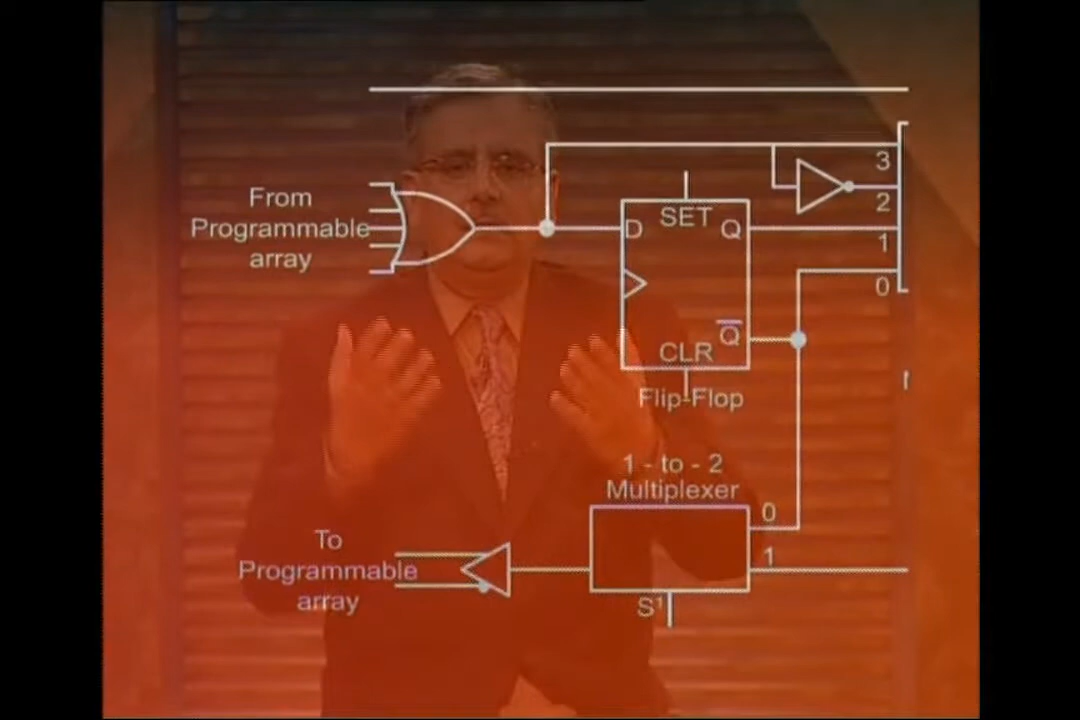 From
Programmable
array
SET
D
Q
Q̅
CLR
Flip-Flop
3
2
1
0
1 - to - 2
Multiplexer
0
1
S¹
To
Programmable
array